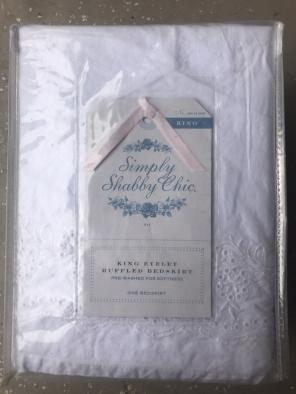 KING
Simply
Shabby Chic.
KING EYELET
RUFFLED BEDSKIRT
PRE-WASHED FOR SOFTNESS
ONE BEDSKIRT